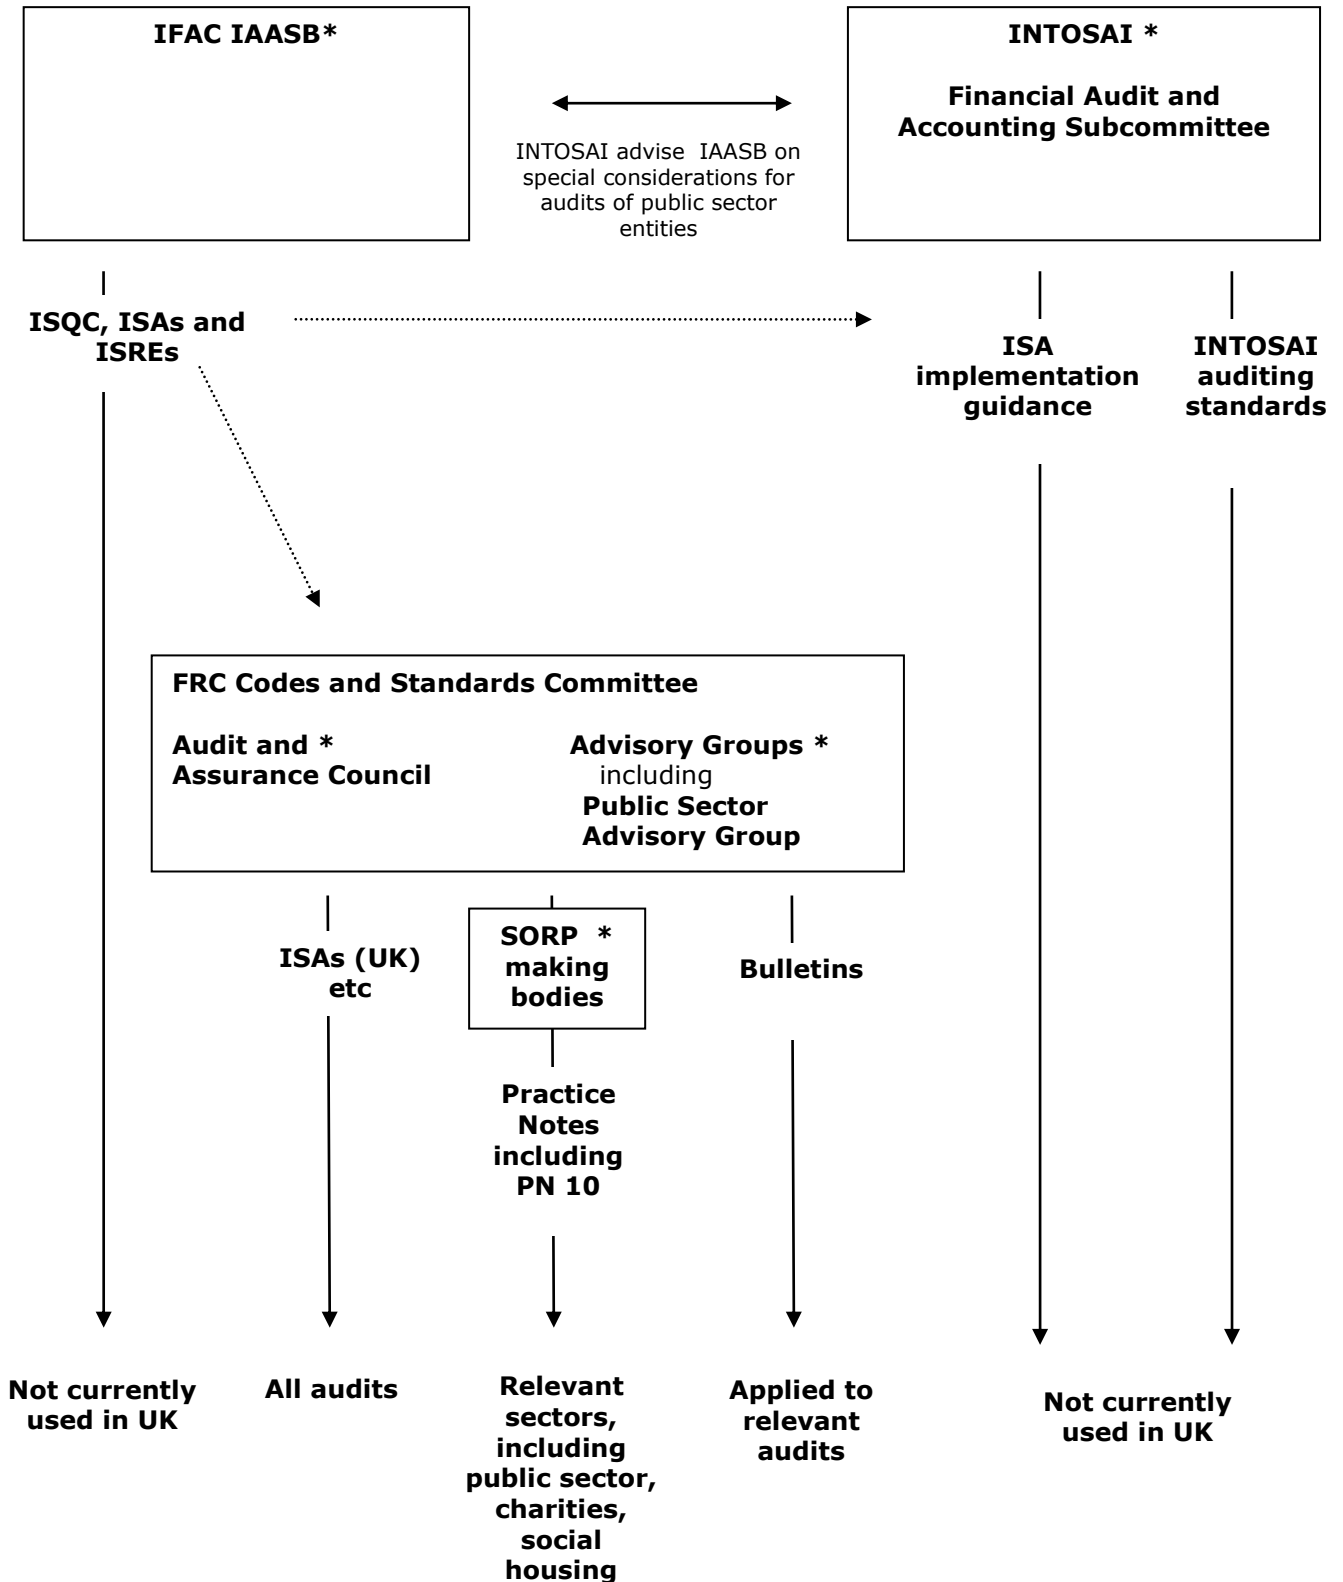 IFAC IAASB*
INTOSAI *
Financial Audit and
Accounting Subcommittee
INTOSAI advise IAASB on
special considerations for
audits of public sector
entities
ISQC, ISAs and
ISREs
ISA
implementation
guidance
INTOSAI
auditing
standards
FRC Codes and Standards Committee
Audit and *
Assurance Council
Advisory Groups *
including
Public Sector
Advisory Group
ISAs (UK)
etc
SORP *
making
bodies
Bulletins
Practice
Notes
including
PN 10
Not currently
used in UK
All audits
Relevant
sectors,
including
public sector,
charities,
social
housing
Applied to
relevant
audits
Not currently
used in UK